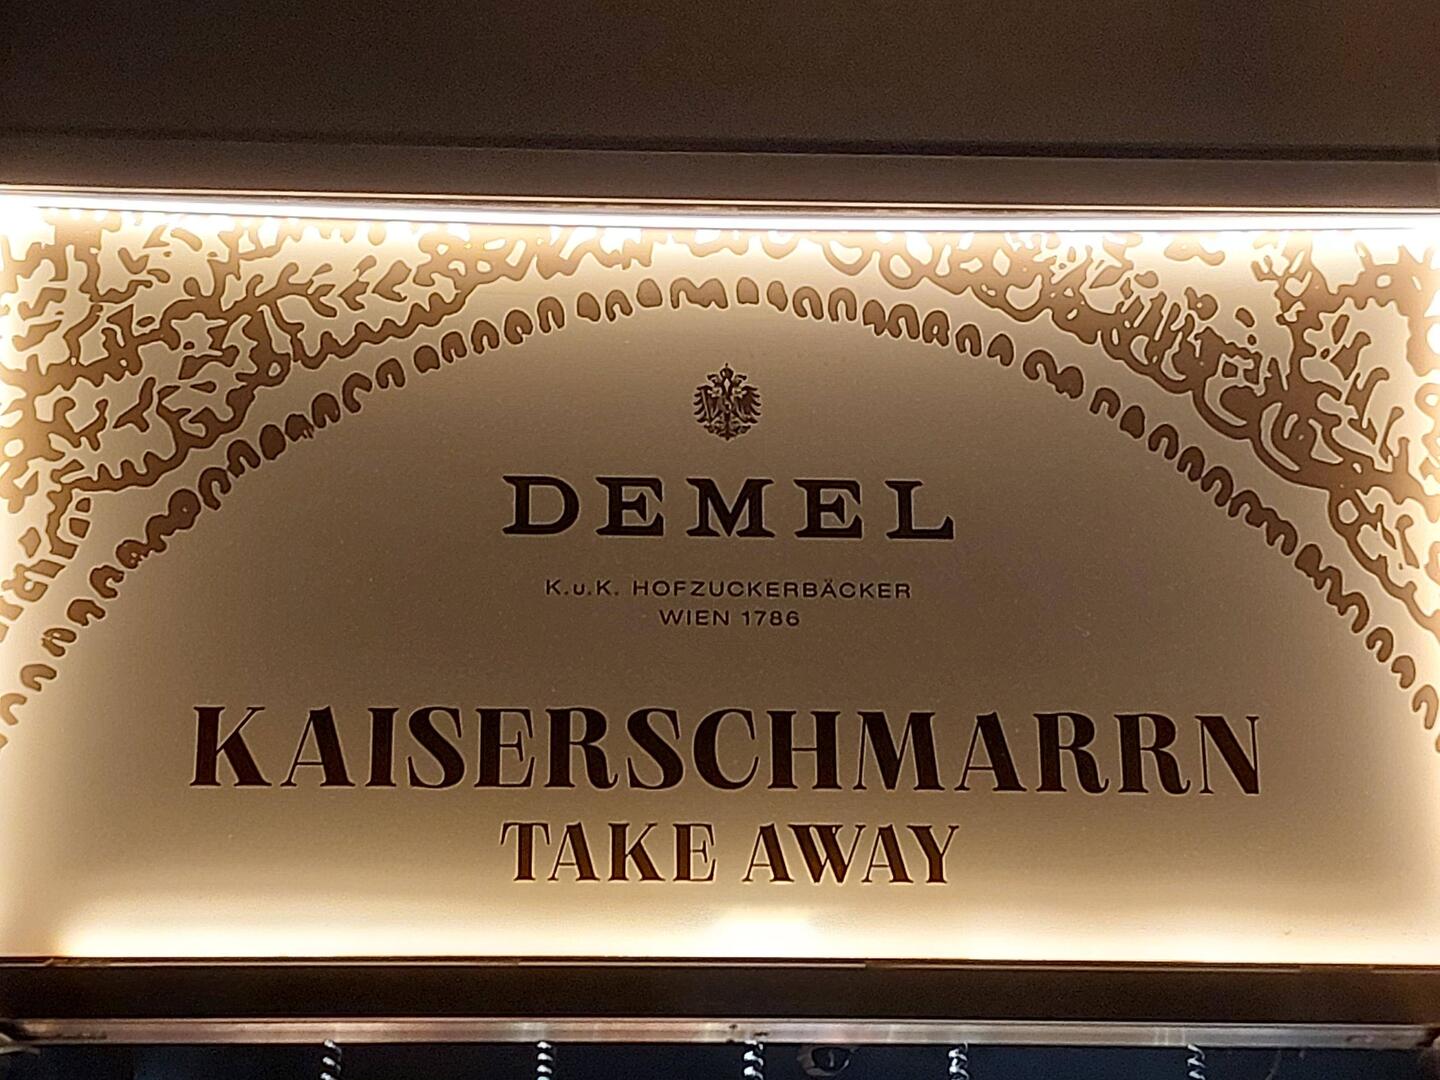 DEMEL
K.u.K. HOFZUCKERBÄCKER
WIEN 1786
KAISERSCHMARRN
TAKE AWAY